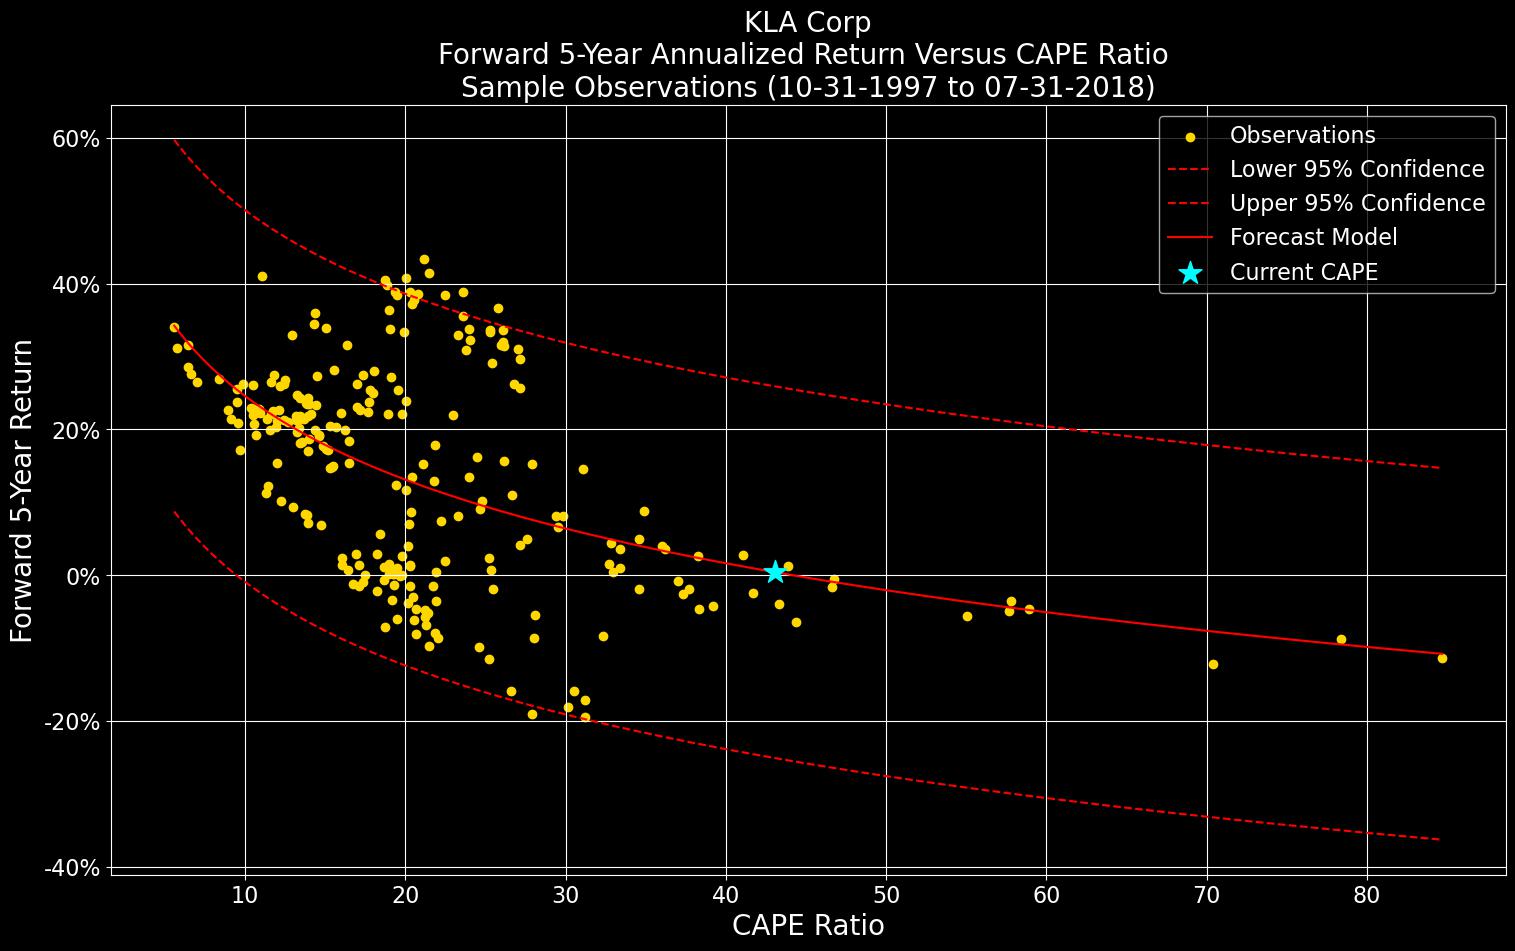 KLA Corp
Forward 5-Year Annualized Return Versus CAPE Ratio
Sample Observations (10-31-1997 to 07-31-2018)
Observations
Lower 95% Confidence
Upper 95% Confidence
Forecast Model
Current CAPE
Forward 5-Year Return
60%
40%
20%
0%
-20%
-40%
10 20 30 40 50 60 70 80
CAPE Ratio